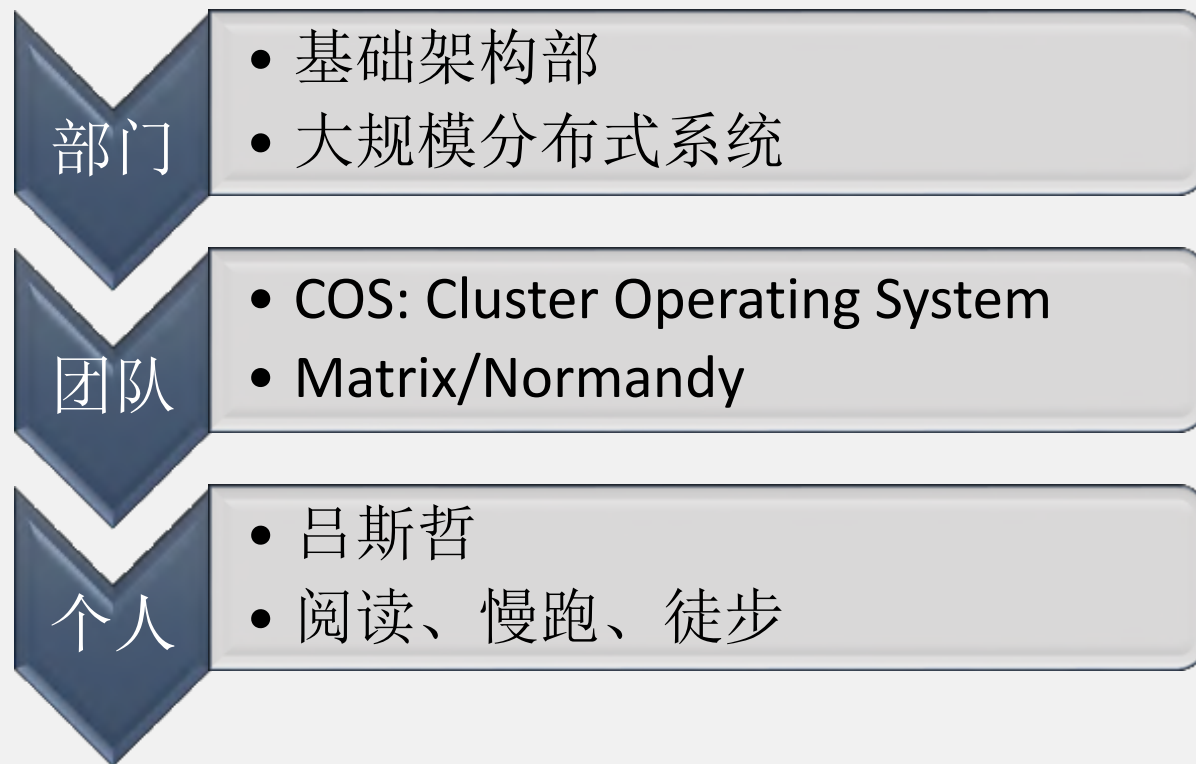 部门
• 基础架构部
• 大规模分布式系统
团队
• COS: Cluster Operating System
• Matrix/Normandy
个人
• 吕斯哲
• 阅读、慢跑、徒步